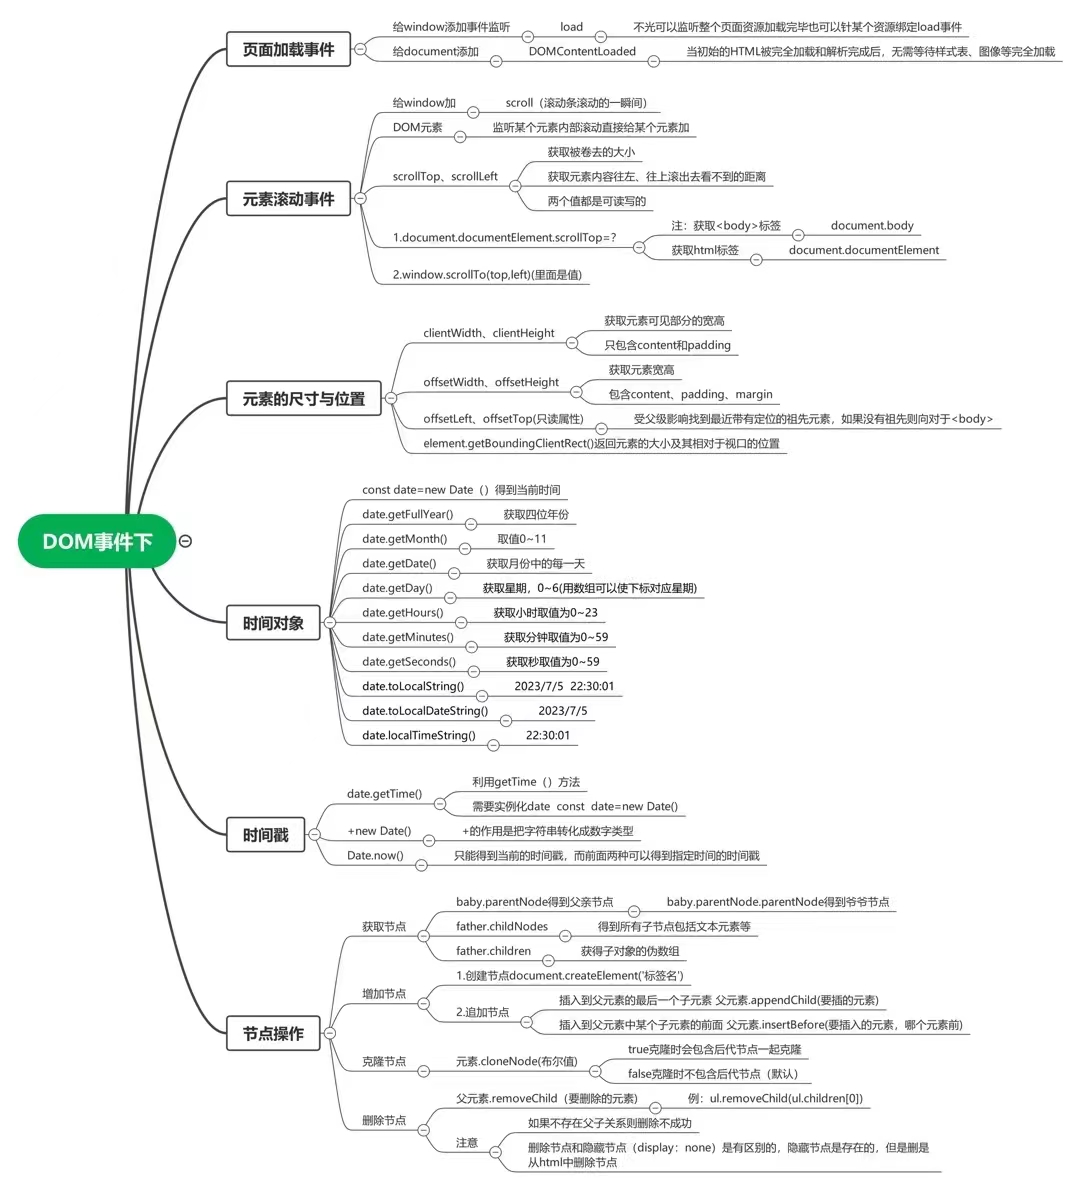 DOM事件下
页面加载事件
给window添加事件监听
load
不光可以监听整个页面资源加载完毕也可以针某个资源绑定load事件
给document添加
DOMContentLoaded
当初始的HTML被完全加载和解析完成后，无需等待样式表、图像等完全加载
元素滚动事件
给window加
scroll（滚动条滚动的一瞬间）
DOM元素
监听某个元素内部滚动直接给某个元素加
scrollTop、scrollLeft
获取被卷去的大小
获取元素内容往左、往上滚出去看不到的距离
两个值都是可读写的
1.document.documentElement.scrollTop=？
注：获取<body>标签
document.body
获取html标签
document.documentElement
2.window.scrollTo(top,left)(里面是值)
元素的尺寸与位置
clientWidth、clientHeight
获取元素可见部分的宽高
只包含content和padding
offsetWidth、offsetHeight
获取元素宽高
包含content、padding、margin
offsetLeft、offsetTop(只读属性)
受父级影响找到最近带有定位的祖先元素，如果没有祖先则向对于<body>
element.getBoundingClientRect()返回元素的大小及其相对于视口的位置
时间对象
const date=new Date（）得到当前时间
date.getFullYear()
获取四位年份
date.getMonth()
取值0~11
date.getDate()
获取月份中的每一天
date.getDay()
获取星期，0~6(用数组可以使下标对应星期)
date.getHours()
获取小时取值为0~23
date.getMinutes()
获取分钟取值为0~59
date.getSeconds()
获取秒取值为0~59
date.toLocalString()
2023/7/5  22:30:01
date.toLocalDateString()
2023/7/5
date.localTimeString()
22:30:01
时间戳
date.getTime()
利用getTime（）方法
需要实例化date  const  date=new Date()
+new Date()
+的作用是把字符串转化成数字类型
Date.now()
只能得到当前的时间戳，而前面两种可以得到指定时间的时间戳
节点操作
获取节点
baby.parentNode得到父亲节点
baby.parentNode.parentNode得到爷爷节点
father.childNodes
得到所有子节点包括文本元素等
father.children
获得子对象的伪数组
增加节点
1.创建节点document.createElement('标签名')
2.追加节点
插入到父元素的最后一个子元素 父元素.appendChild(要插的元素)
插入到父元素中某个子元素的前面 父元素.insertBefore(要插入的元素，哪个元素前)
克隆节点
元素.cloneNode(布尔值)
true克隆时会包含后代节点一起克隆
false克隆时不包含后代节点（默认）
删除节点
父元素.removeChild（要删除的元素）
例：ul.removeChild(ul.children[0])
注意
如果不存在父子关系则删除不成功
删除节点和隐藏节点（display：none）是有区别的，隐藏节点是存在的，但是删是
从html中删除节点